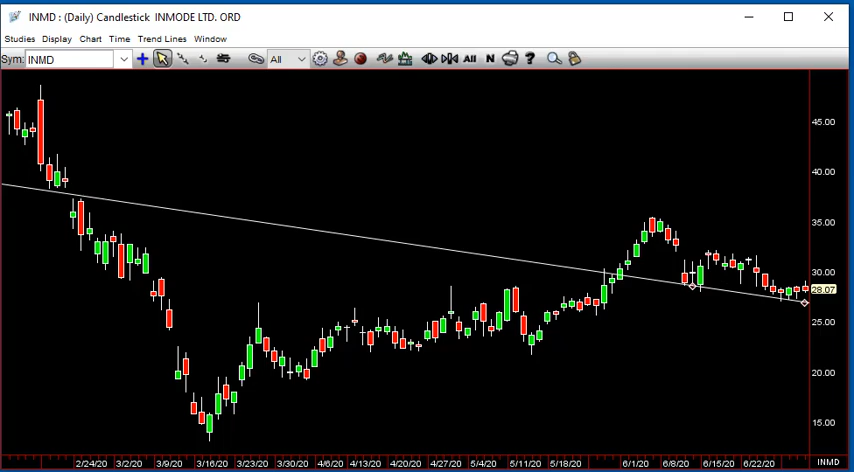 INMD : (Daily) Candlestick INMODE LTD. ORD
Studies Display Chart Time Trend Lines Window
Sym: INMD All All N ?
45.00
40.00
35.00
30.00
28.07
25.00
20.00
15.00
2/24/20 3/2/20 3/9/20 3/16/20 3/23/20 3/30/20 4/6/20 4/13/20 4/20/20 4/27/20 5/4/20 5/11/20 5/18/20 6/1/20 6/8/20 6/15/20 6/22/20 INMD